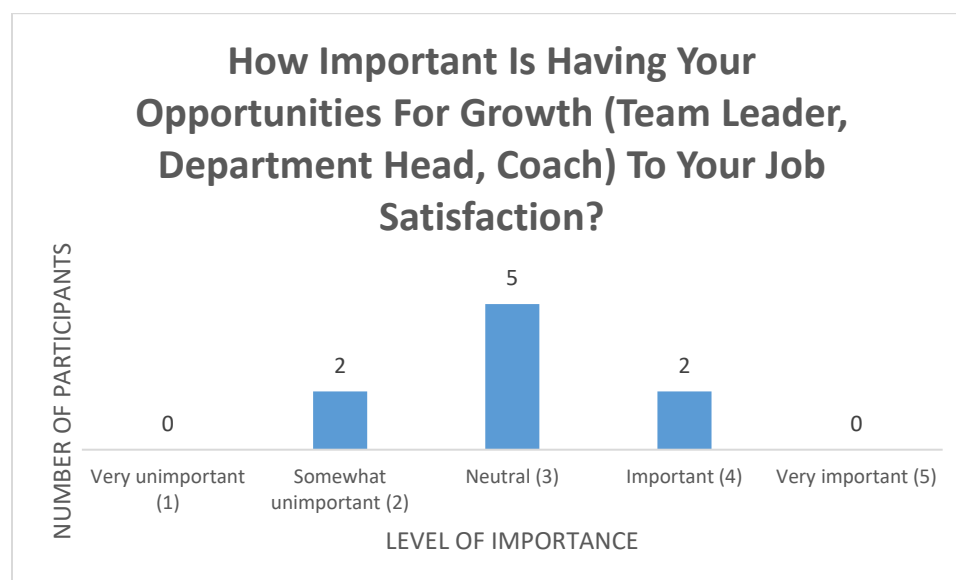 How Important Is Having Your
Opportunities For Growth (Team Leader,
Department Head, Coach) To Your Job
Satisfaction?
NUMBER OF PARTICIPANTS
0
2
5
2
0
Very unimportant
(1)
Somewhat
unimportant (2)
Neutral (3)
Important (4)
Very important (5)
LEVEL OF IMPORTANCE